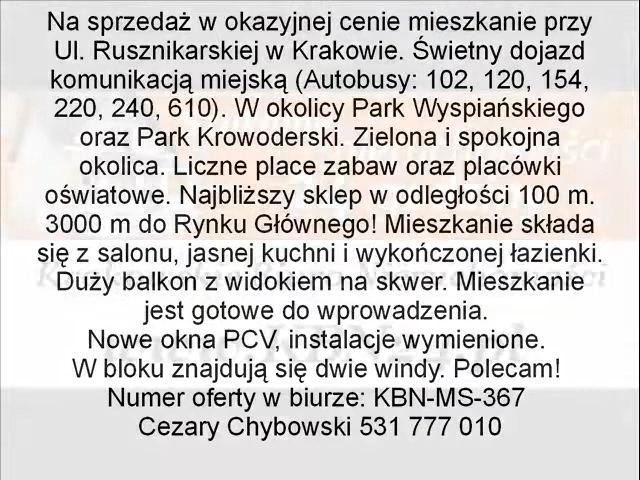 Na sprzedaż w okazyjnej cenie mieszkanie przy
Ul. Rusznikarskiej w Krakowie. Świetny dojazd
komunikacją miejską (Autobusy: 102, 120, 154,
220, 240, 610). W okolicy Park Wyspiańskiego
oraz Park Krowoderski. Zielona i spokojna
okolica. Liczne place zabaw oraz placówki
oświatowe. Najbliższy sklep w odległości 100 m.
3000 m do Rynku Głównego! Mieszkanie składa
się z salonu, jasnej kuchni i wykończonej łazienki.
Duży balkon z widokiem na skwer. Mieszkanie
jest gotowe do wprowadzenia.
Nowe okna PCV, instalacje wymienione.
W bloku znajdują się dwie windy. Polecam!
Numer oferty w biurze: KBN-MS-367
Cezary Chybowski 531 777 010